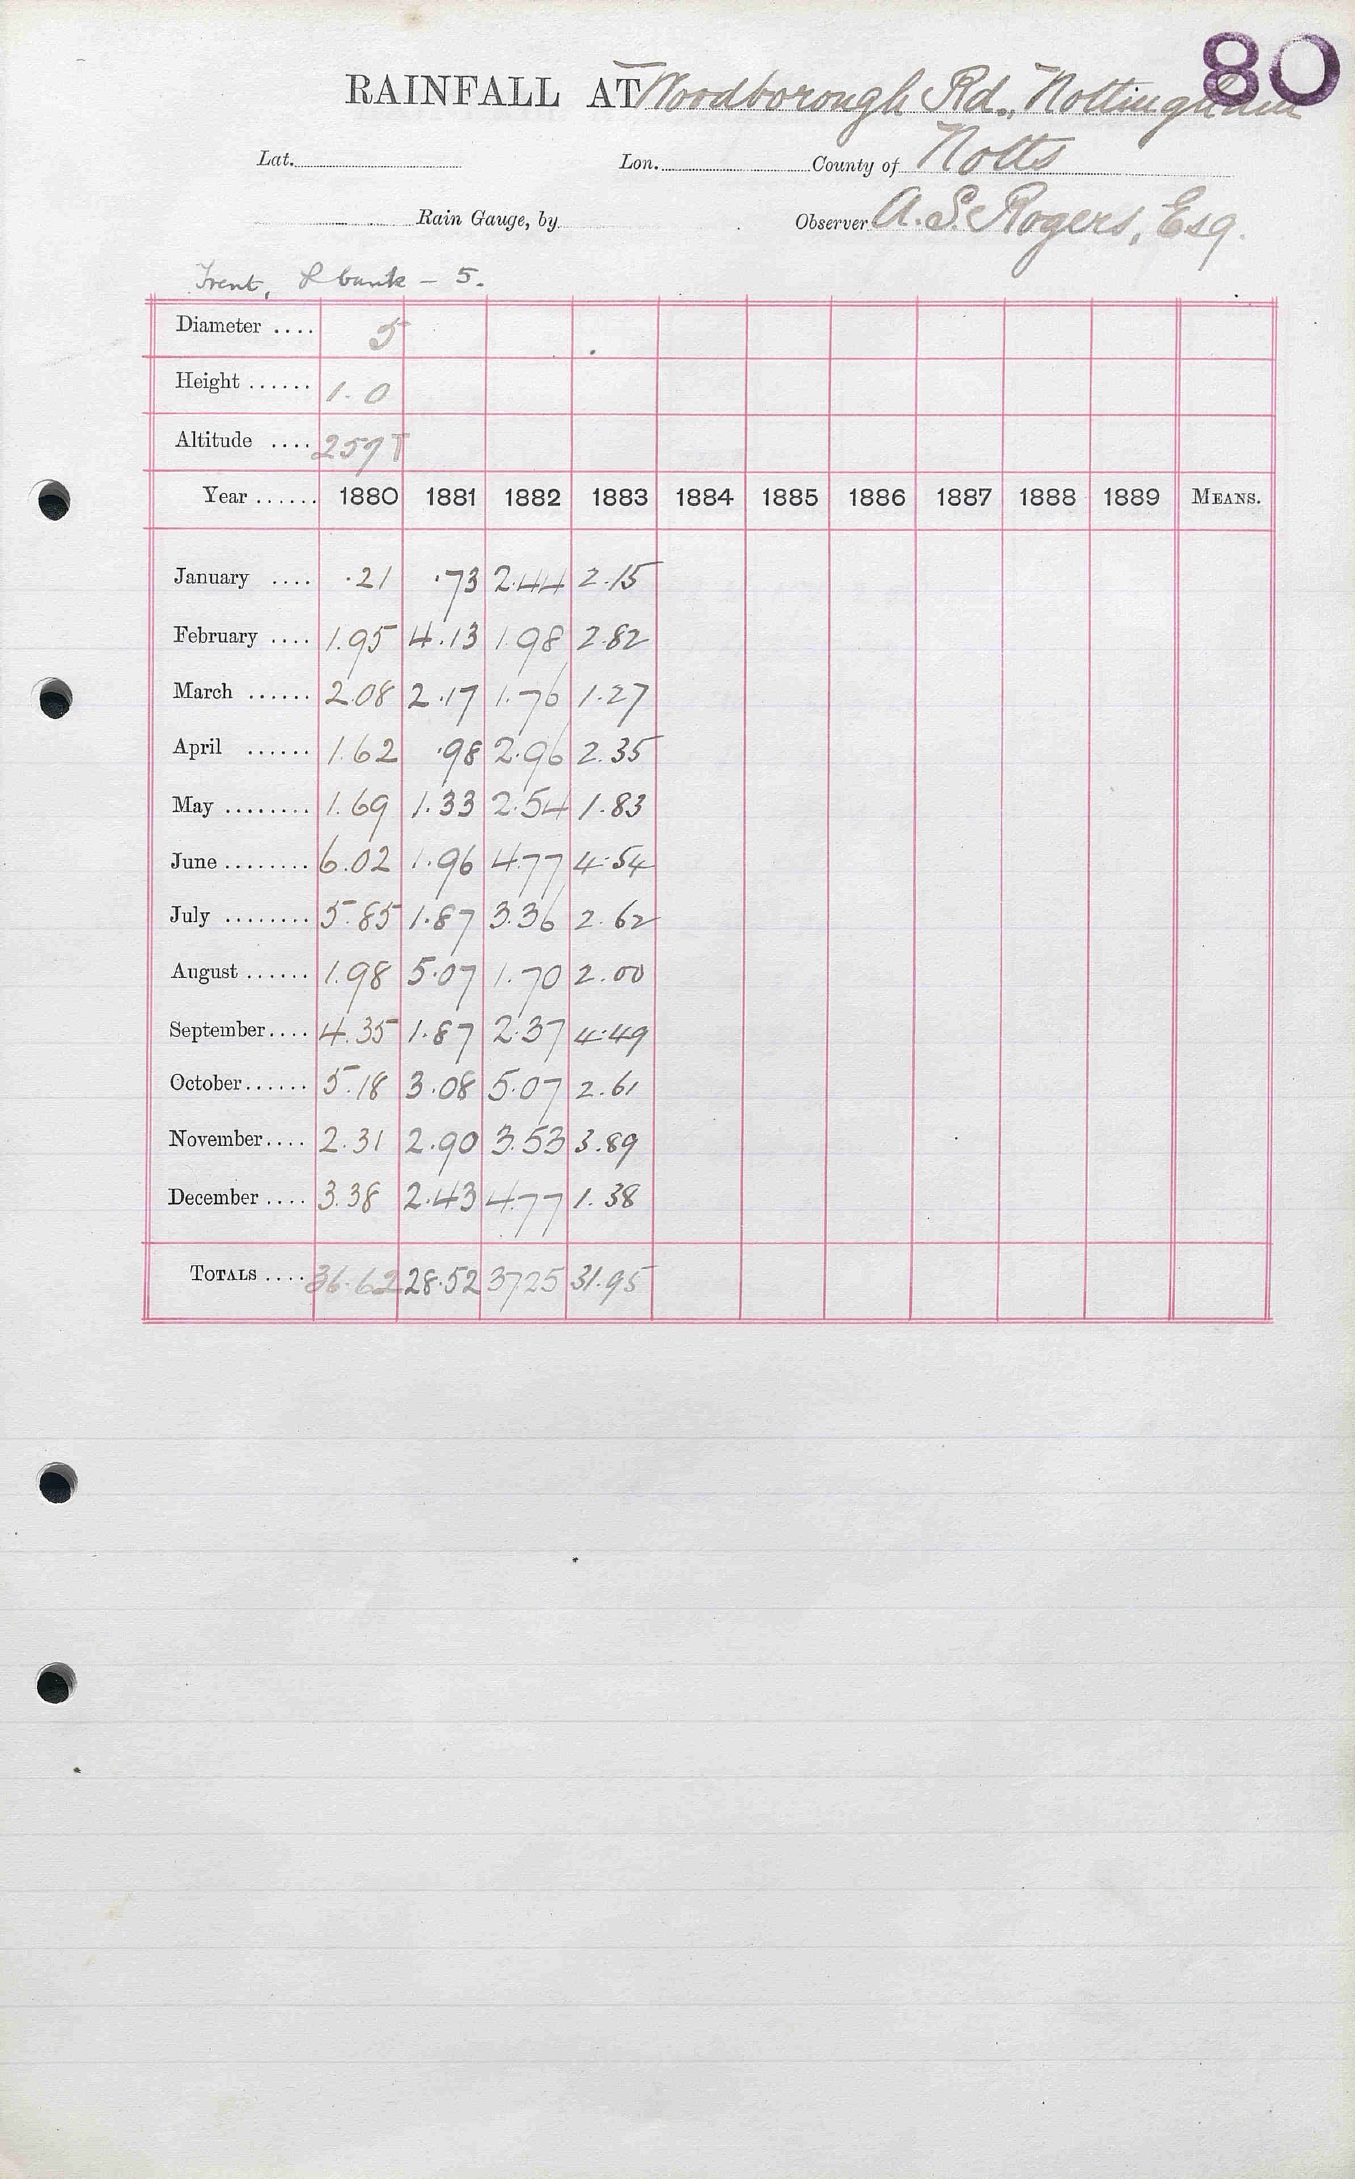 80
RAINFALL AT Woodborough Rd., Nottingham
Lat. Lon. County of Notts
Rain Gauge, by Observer A. S. Rogers, Esq.
Trent, L bank – 5.
Diameter .... 5
Height ...... 1.0
Altitude .... 257 T
Year ...... 1880 1881 1882 1883 1884 1885 1886 1887 1888 1889 MEANS.
January .... .21 .73 2.44 2.15
February .... 1.95 4.13 1.98 2.82
March ...... 2.08 2.17 1.76 1.27
April ...... 1.62 .98 2.96 2.35
May ........ 1.69 1.33 2.54 1.83
June ........ 6.02 1.96 4.77 4.54
July ........ 5.85 1.87 3.36 2.62
August ...... 1.98 5.07 1.70 2.00
September .... 4.35 1.87 2.37 4.49
October ...... 5.18 3.08 5.07 2.61
November .... 2.31 2.90 3.53 3.89
December .... 3.38 2.43 4.77 1.38
TOTALS .... 36.62 28.52 37 25 31.95